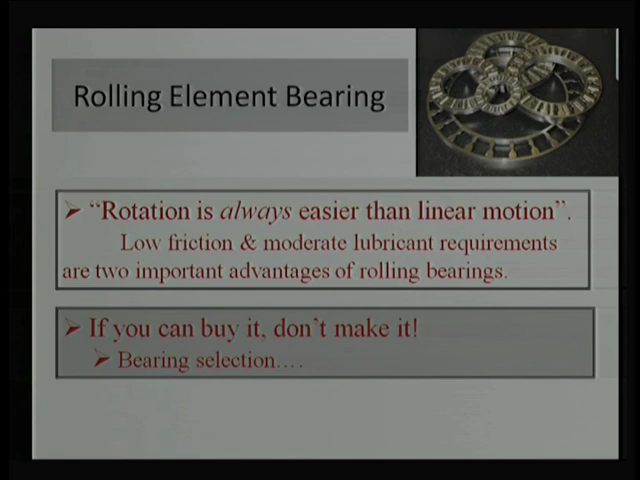 Rolling Element Bearing
➢ “Rotation is always easier than linear motion”.
Low friction & moderate lubricant requirements
are two important advantages of rolling bearings.
➢ If you can buy it, don’t make it!
➢ Bearing selection….